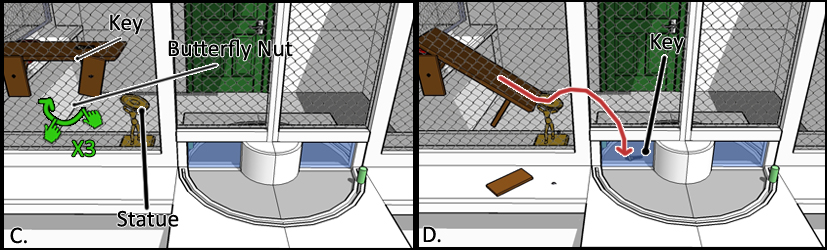 Key
Butterfly Nut
X3
Statue
C.
Key
D.